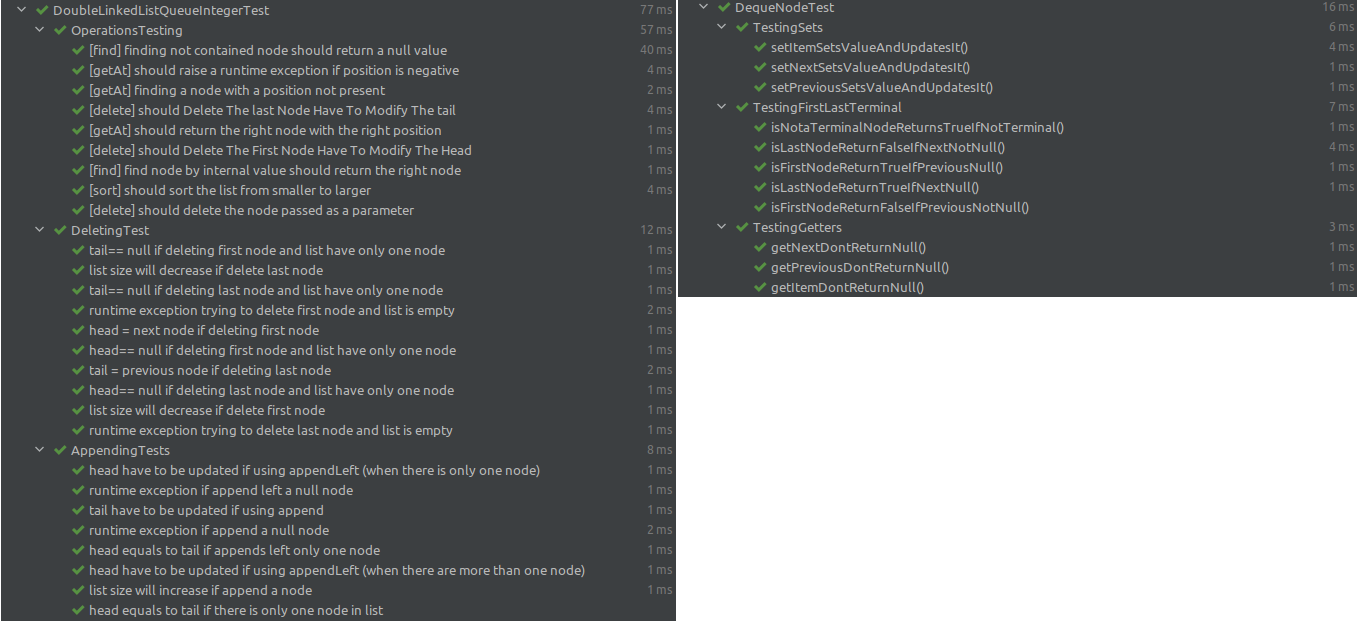 DoubleLinkedListQueueIntegerTest 77 ms
OperationsTesting 57 ms
[find] finding not contained node should return a null value 40 ms
[getAt] should raise a runtime exception if position is negative 4 ms
[getAt] finding a node with a position not present 2 ms
[delete] should Delete The last Node Have To Modify The tail 4 ms
[getAt] should return the right node with the right position 1 ms
[delete] should Delete The First Node Have To Modify The Head 1 ms
[find] find node by internal value should return the right node 1 ms
[sort] should sort the list from smaller to larger 4 ms
[delete] should delete the node passed as a parameter
DeletingTest 12 ms
tail== null if deleting first node and list have only one node 1 ms
list size will decrease if delete last node 1 ms
tail== null if deleting last node and list have only one node 1 ms
runtime exception trying to delete first node and list is empty 2 ms
head = next node if deleting first node 1 ms
head== null if deleting first node and list have only one node 1 ms
tail = previous node if deleting last node 2 ms
head== null if deleting last node and list have only one node 1 ms
list size will decrease if delete first node 1 ms
runtime exception trying to delete last node and list is empty 1 ms
AppendingTests 8 ms
head have to be updated if using appendLeft (when there is only one node) 1 ms
runtime exception if append left a null node 1 ms
tail have to be updated if using append 1 ms
runtime exception if append a null node 2 ms
head equals to tail if appends left only one node 1 ms
head have to be updated if using appendLeft (when there are more than one node) 1 ms
list size will increase if append a node 1 ms
head equals to tail if there is only one node in list
DequeNodeTest 16 ms
TestingSets 6 ms
setItemSetsValueAndUpdatesIt() 4 ms
setNextSetsValueAndUpdatesIt() 1 ms
setPreviousSetsValueAndUpdatesIt() 1 ms
TestingFirstLastTerminal 7 ms
isNotaTerminalNodeReturnsTrueIfNotTerminal() 1 ms
isLastNodeReturnFalseIfNextNotNull() 4 ms
isFirstNodeReturnTrueIfPreviousNull() 1 ms
isLastNodeReturnTrueIfNextNull() 1 ms
isFirstNodeReturnFalseIfPreviousNotNull()
TestingGetters 3 ms
getNextDontReturnNull() 1 ms
getPreviousDontReturnNull() 1 ms
getItemDontReturnNull() 1 ms